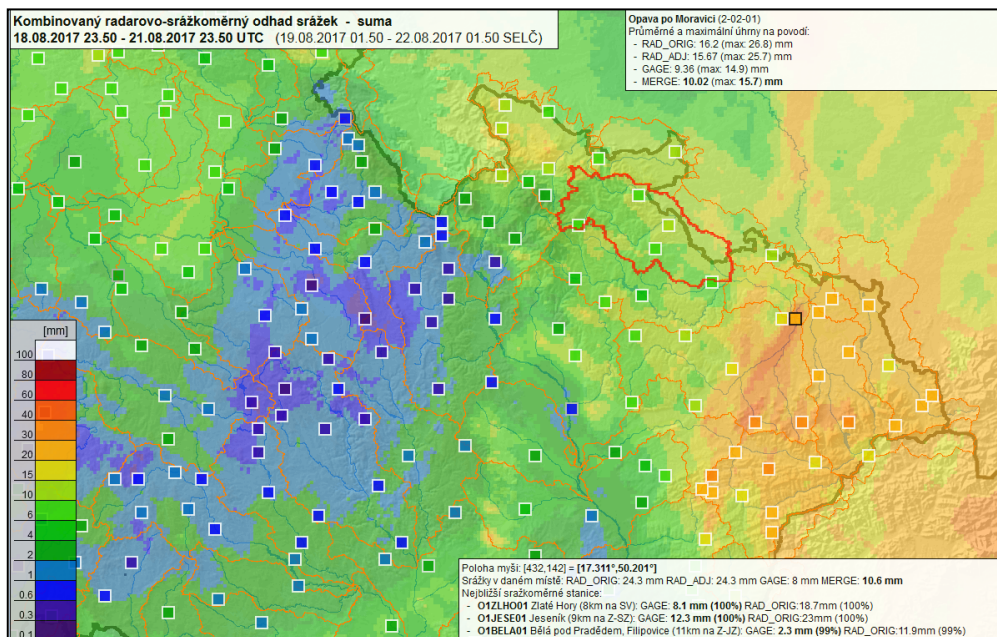 Kombinovaný radarovo-srážkoměrný odhad srážek - suma
18.08.2017 23.50 - 21.08.2017 23.50 UTC (19.08.2017 01.50 - 22.08.2017 01.50 SELČ)
Opava po Moravici (2-02-01)
Průměrné a maximální úhrny na povodí:
- RAD_ORIG: 16.2 (max: 26.8) mm
- RAD_ADJ: 15.67 (max: 25.7) mm
- GAGE: 9.36 (max: 14.9) mm
- MERGE: 10.02 (max: 15.7) mm
[mm]
100
80
60
40
30
20
15
10
6
4
2
1
0.6
0.3
0.1
Poloha myši: [432,142] = [17.311°,50.201°]
Srážky v daném místě: RAD_ORIG: 24.3 mm RAD_ADJ: 24.3 mm GAGE: 8 mm MERGE: 10.6 mm
Nejbližší srážkoměrné stanice:
- O1ZLHO01 Zlaté Hory (8km na SV): GAGE: 8.1 mm (100%) RAD_ORIG:18.7mm (100%)
- O1JESE01 Jeseník (9km na Z-SZ): GAGE: 12.3 mm (100%) RAD_ORIG:23mm (100%)
- O1BELA01 Bělá pod Pradědem, Filipovice (11km na Z-JZ): GAGE: 2.3 mm (99%) RAD_ORIG:11.9mm (99%)